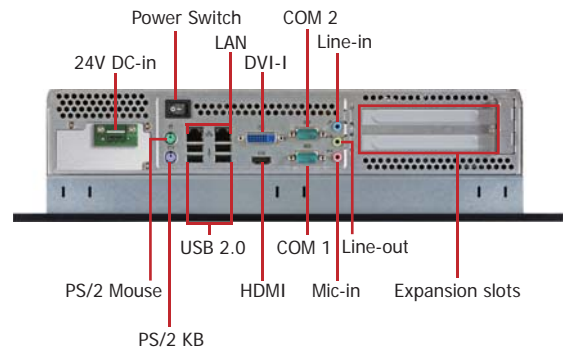 Power Switch
COM 2
LAN
Line-in
24V DC-in
DVI-I
USB 2.0
COM 1
Line-out
PS/2 Mouse
HDMI
Mic-in
Expansion slots
PS/2 KB